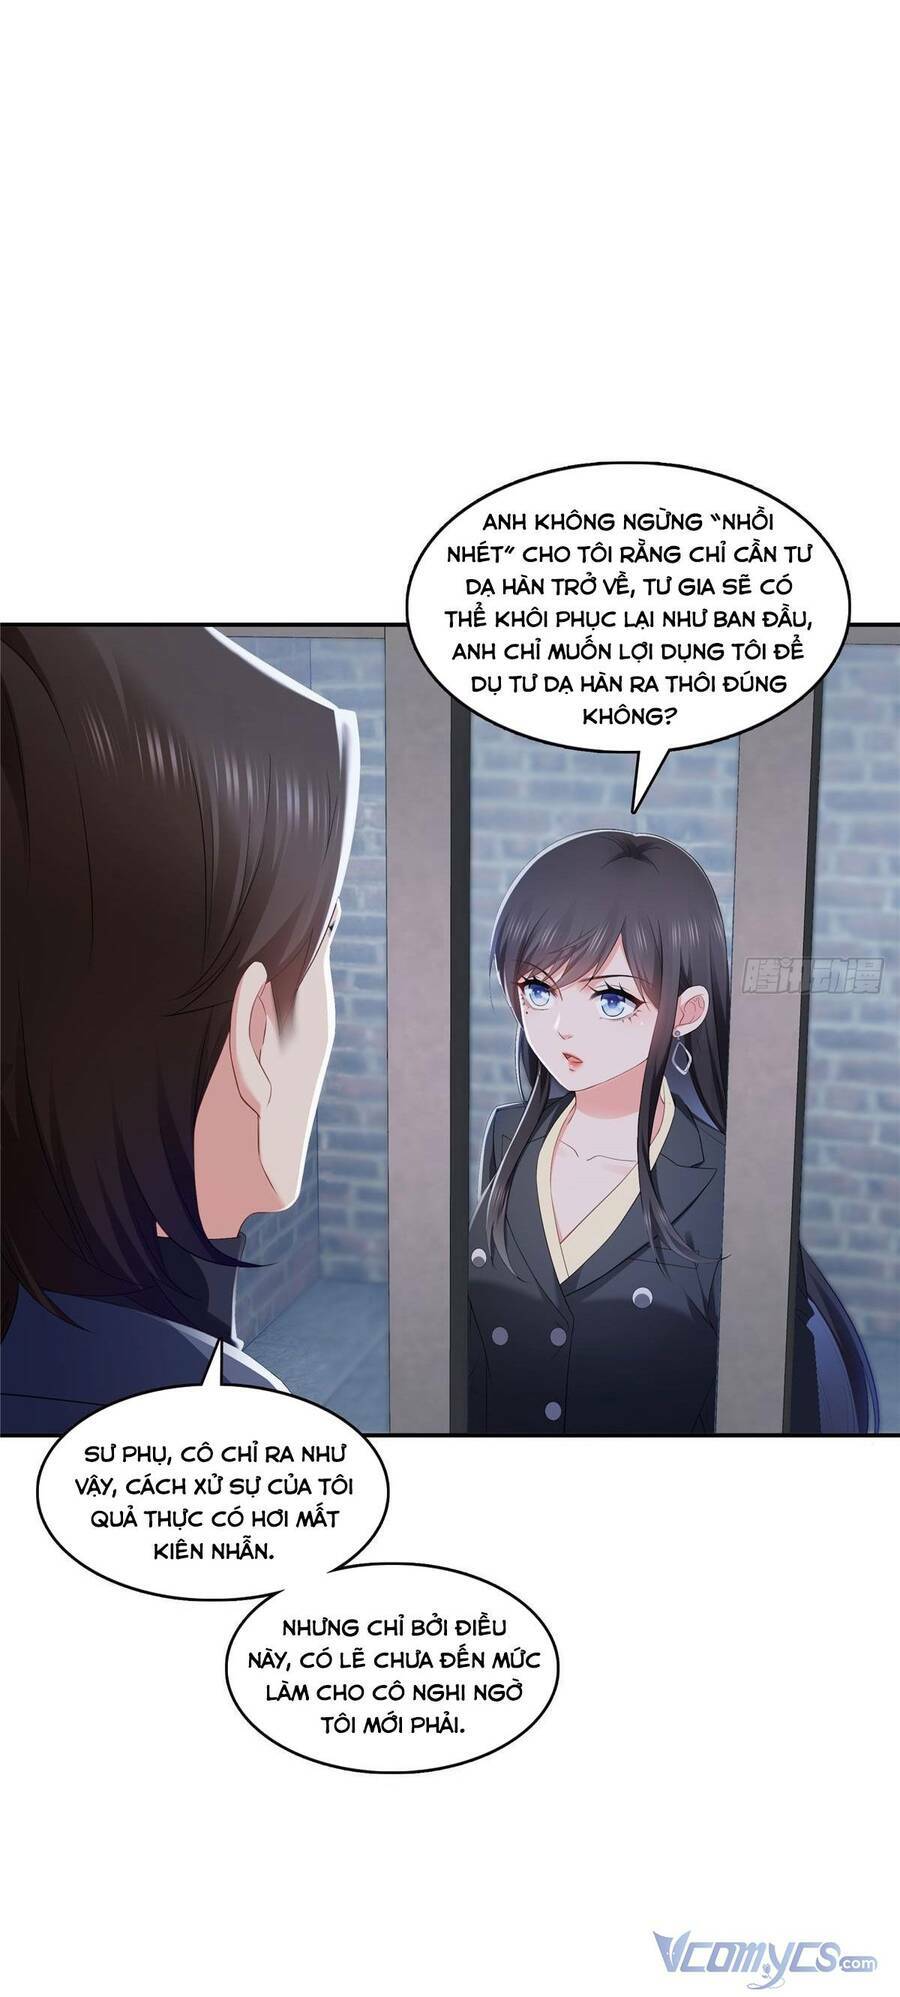 ANH KHÔNG NGỪNG "NHỒI
NHÉT" CHO TÔI RẰNG CHỈ CẦN TƯ
DẠ HÀN TRỞ VỀ, TƯ GIA SẼ CÓ
THỂ KHÔI PHỤC LẠI NHƯ BAN ĐẦU,
ANH CHỈ MUỐN LỢI DỤNG TÔI ĐỂ
DỤ TƯ DẠ HÀN RA THÔI ĐÚNG
KHÔNG?
腾讯动漫
SƯ PHỤ, CÔ CHỈ RA NHƯ
VẬY, CÁCH XỬ SỰ CỦA TÔI
QUẢ THỰC CÓ HƠI MẤT
KIÊN NHẪN.
NHƯNG CHỈ BỞI ĐIỀU
NÀY, CÓ LẼ CHƯA ĐẾN MỨC
LÀM CHO CÔ NGHI NGỜ
TÔI MỚI PHẢI.
Vcomycs.com